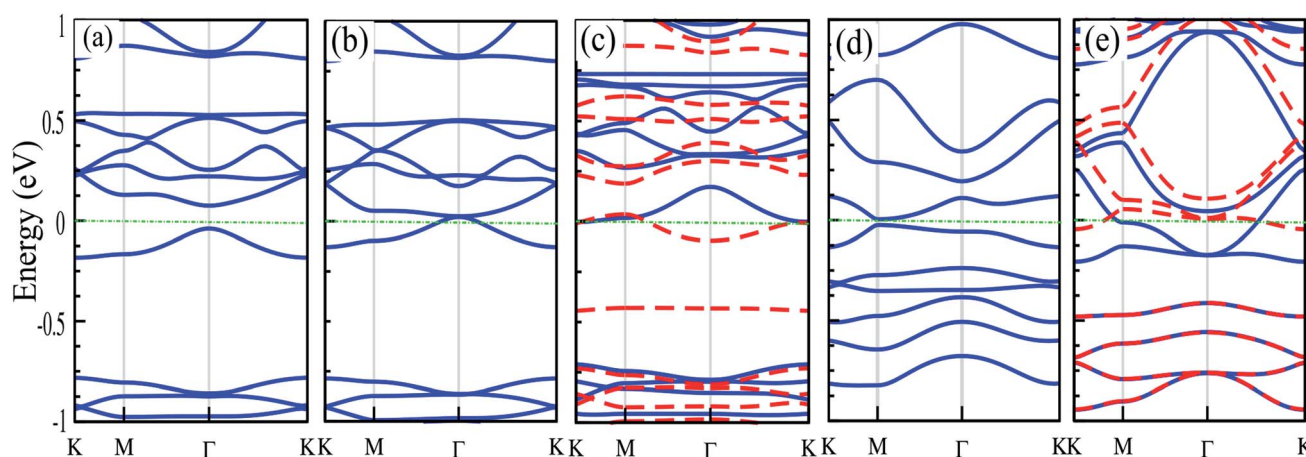 (a) (b) (c) (d) (e)
1
0.5
0
-0.5
-1
Energy (eV)
K M Γ KK M Γ KK M Γ KK M Γ KK M Γ K